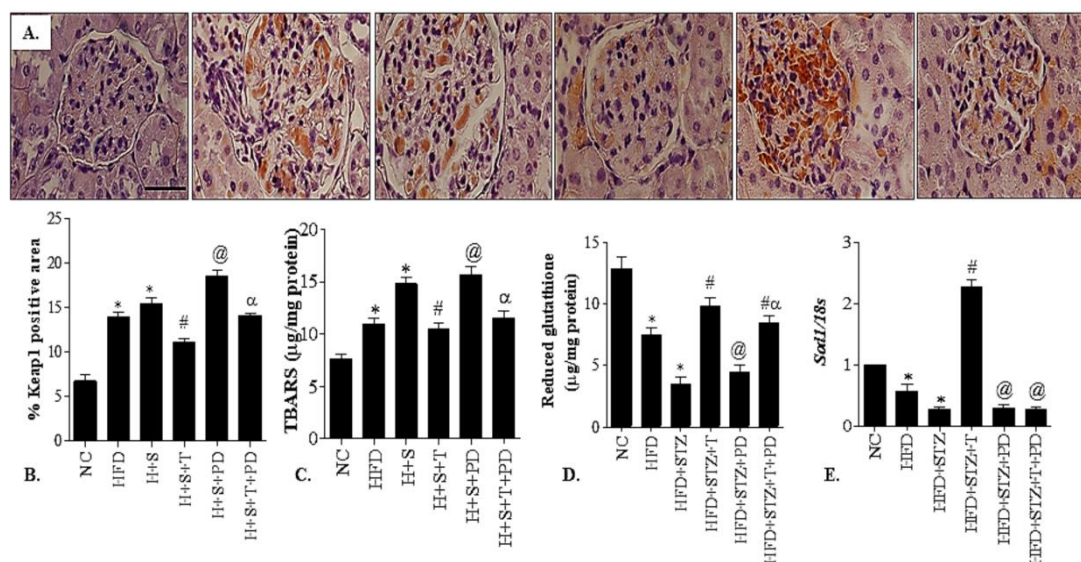 A.
% Keap1 positive area
25
20
15
10
5
0
*
*
#
@
α
NC
HFD
H+S
H+S+T
H+S+PD
H+S+T+PD
B.
TBARS (µg/mg protein)
20
15
10
5
0
*
*
#
@
α
NC
HFD
H+S
H+S+T
H+S+PD
H+S+T+PD
C.
Reduced glutathione
(µg/mg protein)
15
10
5
0
*
*
#
@
#α
NC
HFD
HFD+STZ
HFD+STZ+T
HFD+STZ+PD
HFD+STZ+T+PD
D.
Sod1/18s
3
2
1
0
*
*
#
@
@
NC
HFD
HFD+STZ
HFD+STZ+T
HFD+STZ+PD
HFD+STZ+T+PD
E.